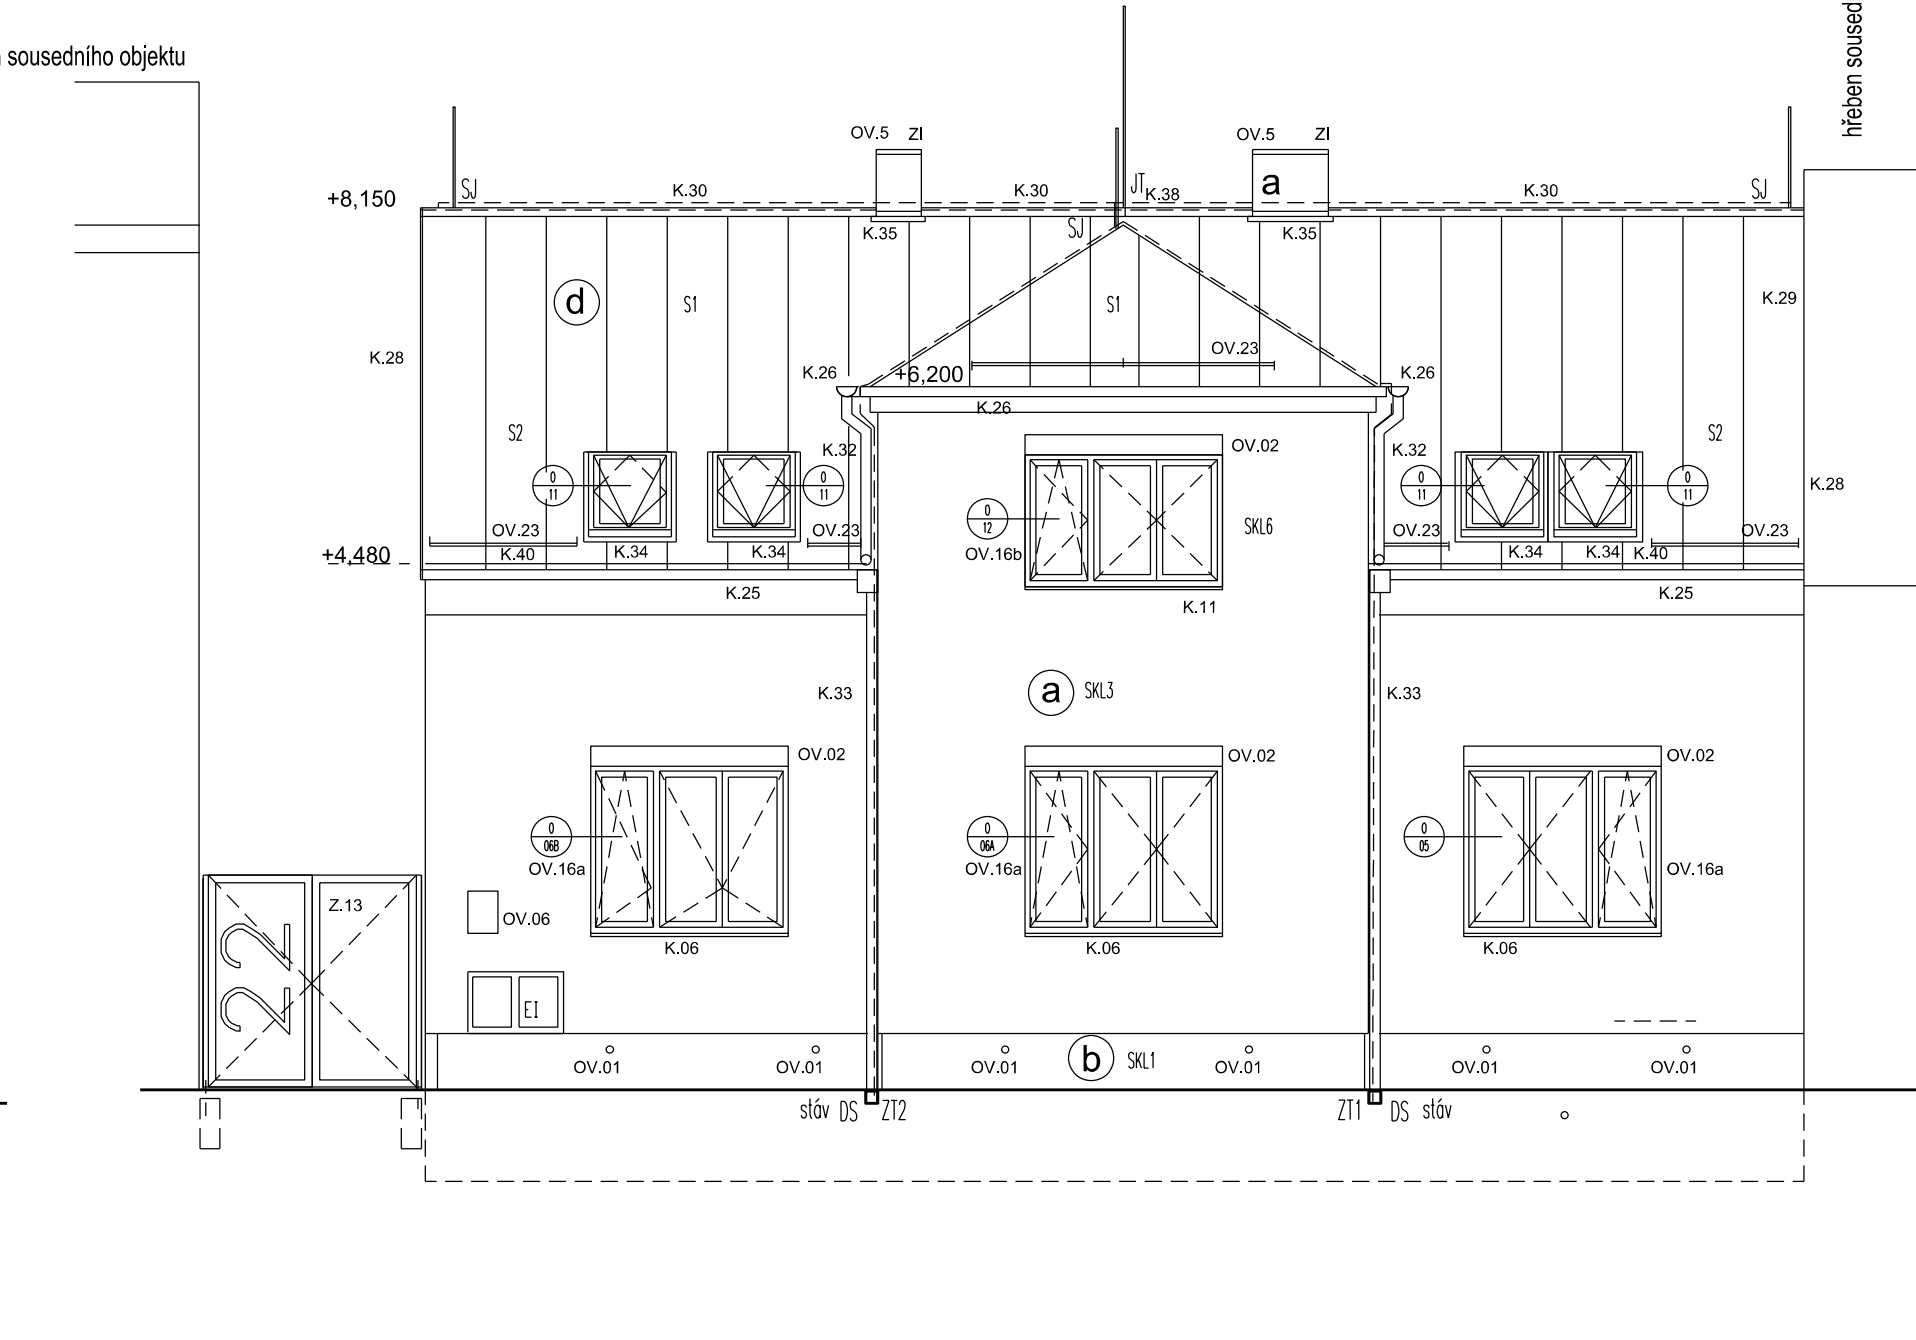 sousedního objektu
hřeben soused
OV.5 ZI
OV.5 ZI
a
+8,150
SJ
K.30
K.30
JT
K.38
K.30
SJ
K.35
SJ
K.35
d
S1
S1
K.29
K.28
OV.23
K.26
+6,200
K.26
K.26
S2
K.32
OV.02
K.32
S2
0
11
0
11
0
11
0
11
K.28
0
12
SKL6
OV.16b
OV.23
OV.23
OV.23
OV.23
+4,480
K.40
K.34
K.34
K.34
K.34
K.40
K.25
K.11
K.25
K.33
a
SKL3
K.33
OV.02
OV.02
OV.02
0
06B
0
06A
0
05
OV.16a
OV.16a
OV.16a
Z.13
OV.06
K.06
K.06
K.06
22
EI
OV.01
OV.01
OV.01
b
SKL1
OV.01
OV.01
OV.01
stáv DS ZT2
ZT1 DS stáv